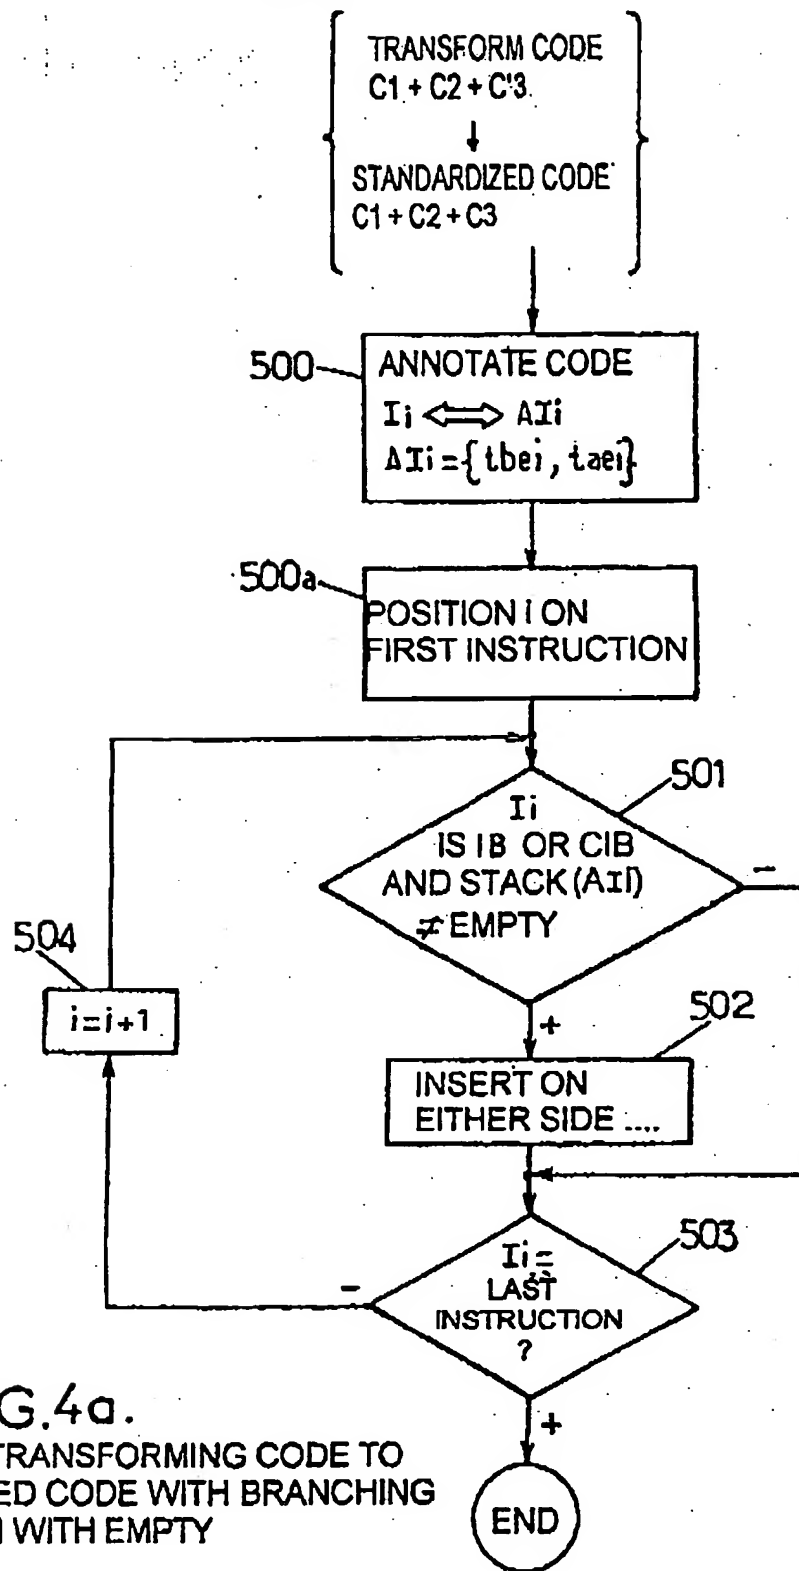 TRANSFORM CODE
C1 + C2 + C'3
↓
STANDARDIZED CODE
C1 + C2 + C3
500
ANNOTATE CODE
Ii ⟺ AIi
AIi = {tbei, taei}
500a
POSITION I ON
FIRST INSTRUCTION
501
Ii
IS IB OR CIB
AND STACK (AIi)
≠ EMPTY
-
504
i=i+1
+
502
INSERT ON
EITHER SIDE ....
503
Ii =
LAST
INSTRUCTION
?
-
+
G.4a.
TRANSFORMING CODE TO
ED CODE WITH BRANCHING
WITH EMPTY
END